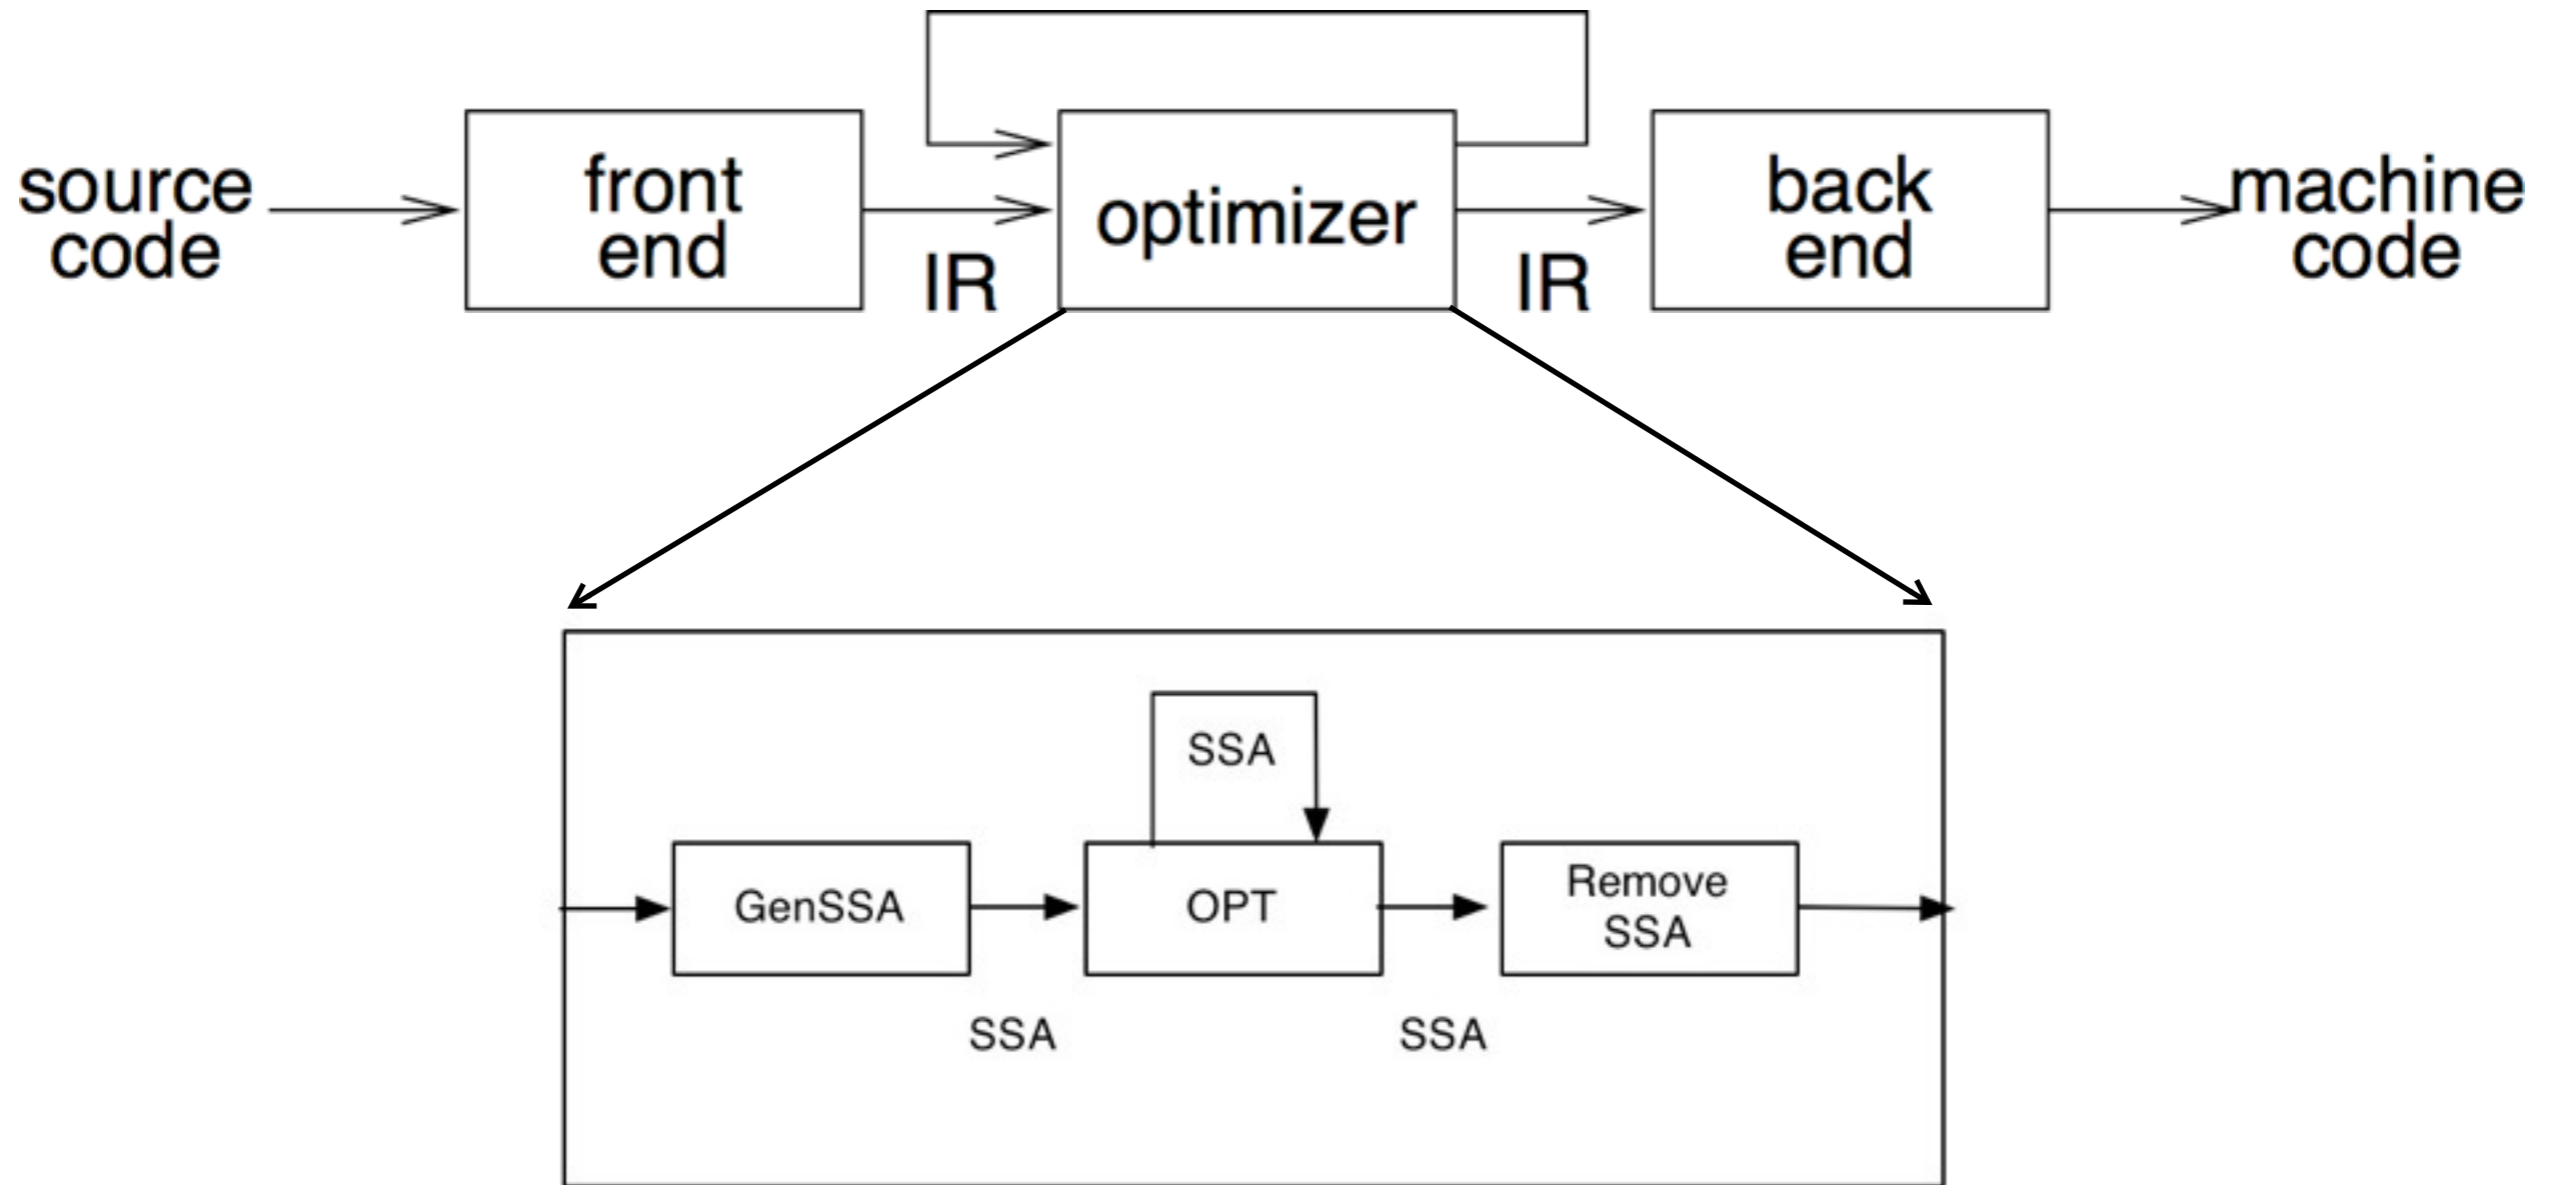 source
code
front
end
IR
optimizer
IR
back
end
machine
code
SSA
GenSSA
OPT
Remove
SSA
SSA
SSA